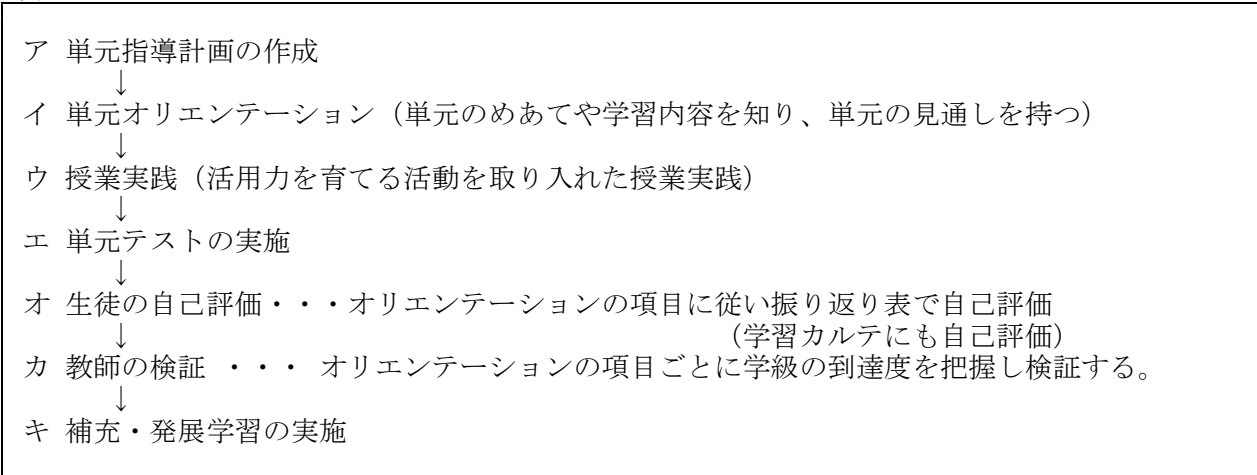 ア 単元指導計画の作成
↓
イ 単元オリエンテーション（単元のめあてや学習内容を知り、単元の見通しを持つ）
↓
ウ 授業実践（活用力を育てる活動を取り入れた授業実践）
↓
エ 単元テストの実施
↓
オ 生徒の自己評価・・・オリエンテーションの項目に従い振り返り表で自己評価
↓ （学習カルテにも自己評価）
カ 教師の検証 ・・・ オリエンテーションの項目ごとに学級の到達度を把握し検証する。
↓
キ 補充・発展学習の実施